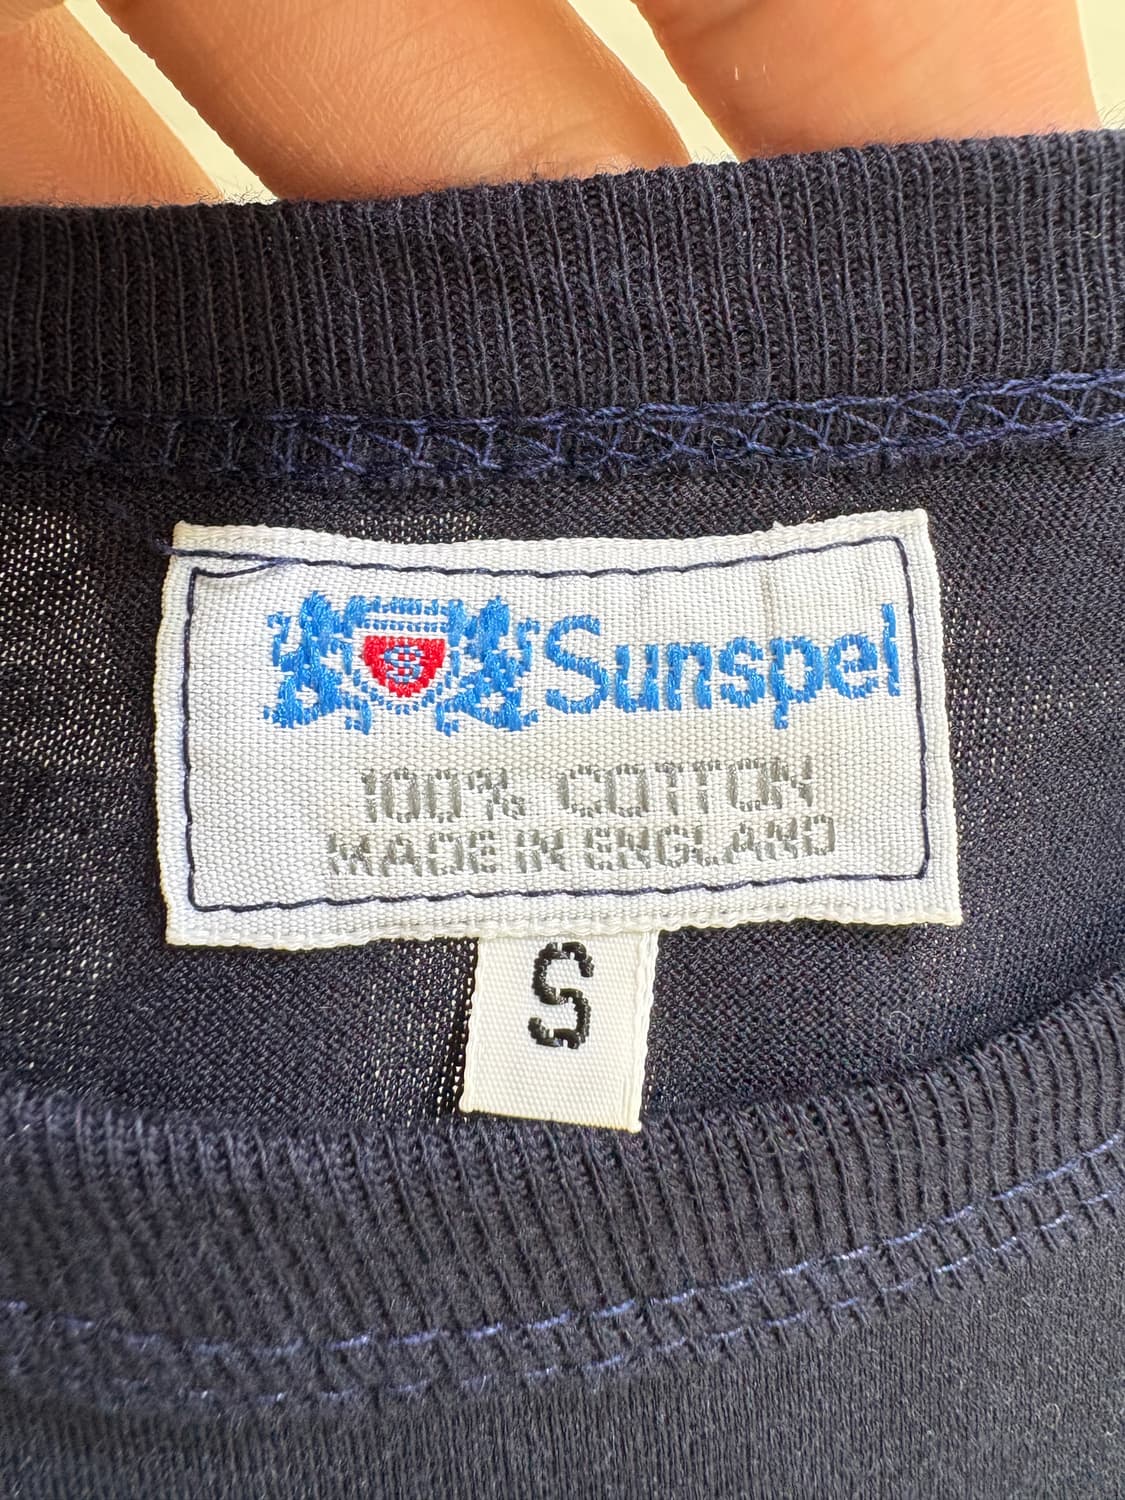 Sunspel
100% COTTON
MADE IN ENGLAND
S